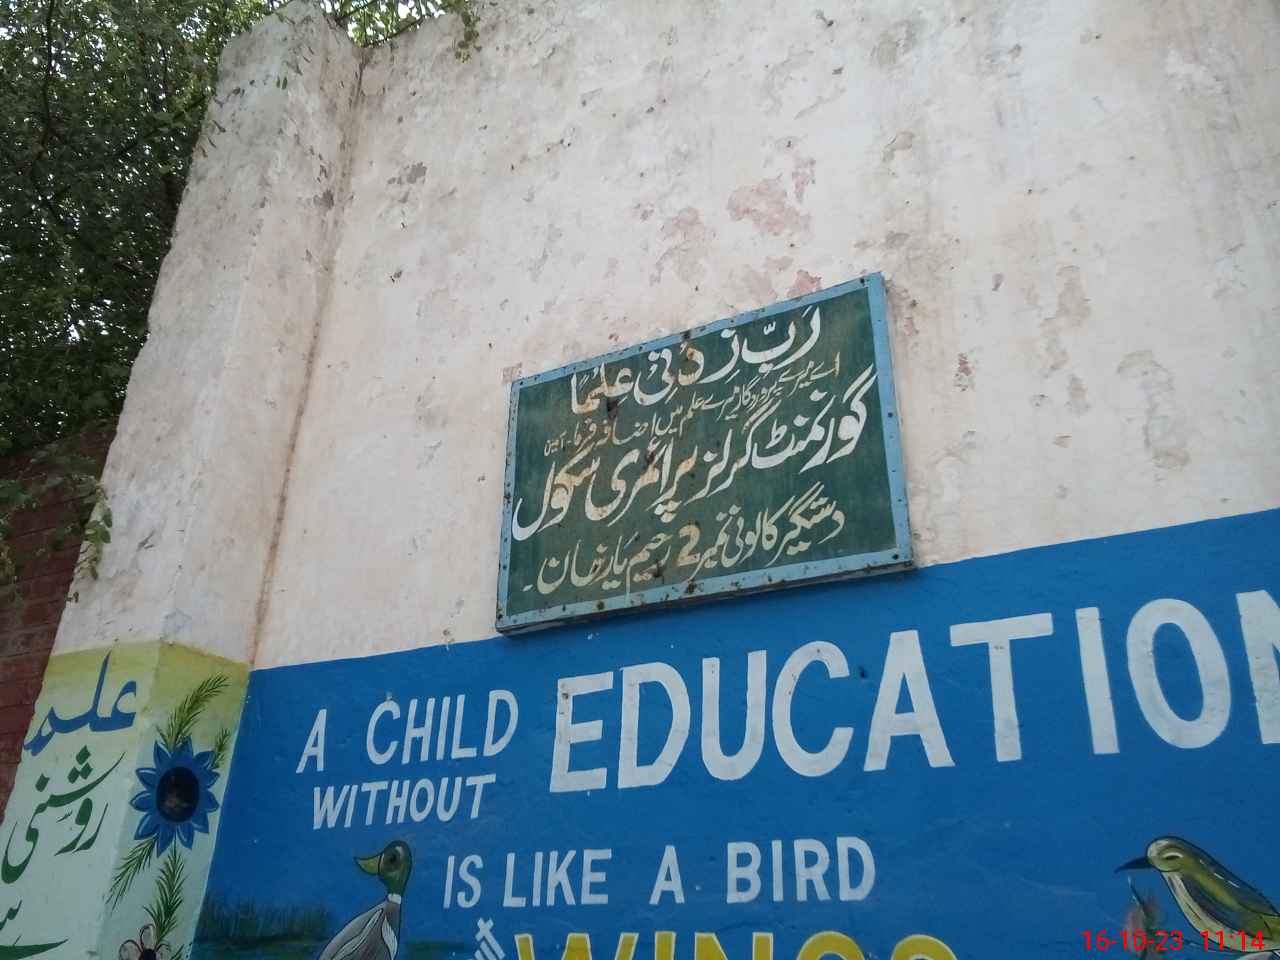 رَبِّ زِدْنِی عِلْمًا
اے میرے پروردگار میرے علم میں اضافہ فرما۔ آمین
گورنمنٹ گرلز پرائمری سکول
دستگیر کالونی نمبر 2 رحیم یار خان۔
علم
روشنی
A CHILD EDUCATION
WITHOUT
IS LIKE A BIRD
WINGS
16-10-23 11:14